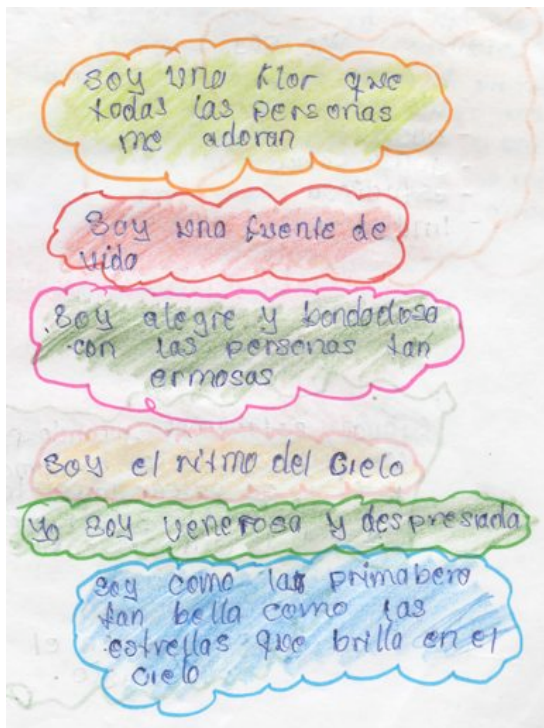 soy una flor que
todas las personas
me adoran
soy una fuente de
vida
soy alegre y bondadosa
con las personas tan
ermosas
soy el ritmo del cielo
yo soy venerosa y despresiada
soy como las primabero
tan bella como las
estrellas que brilla en el
cielo